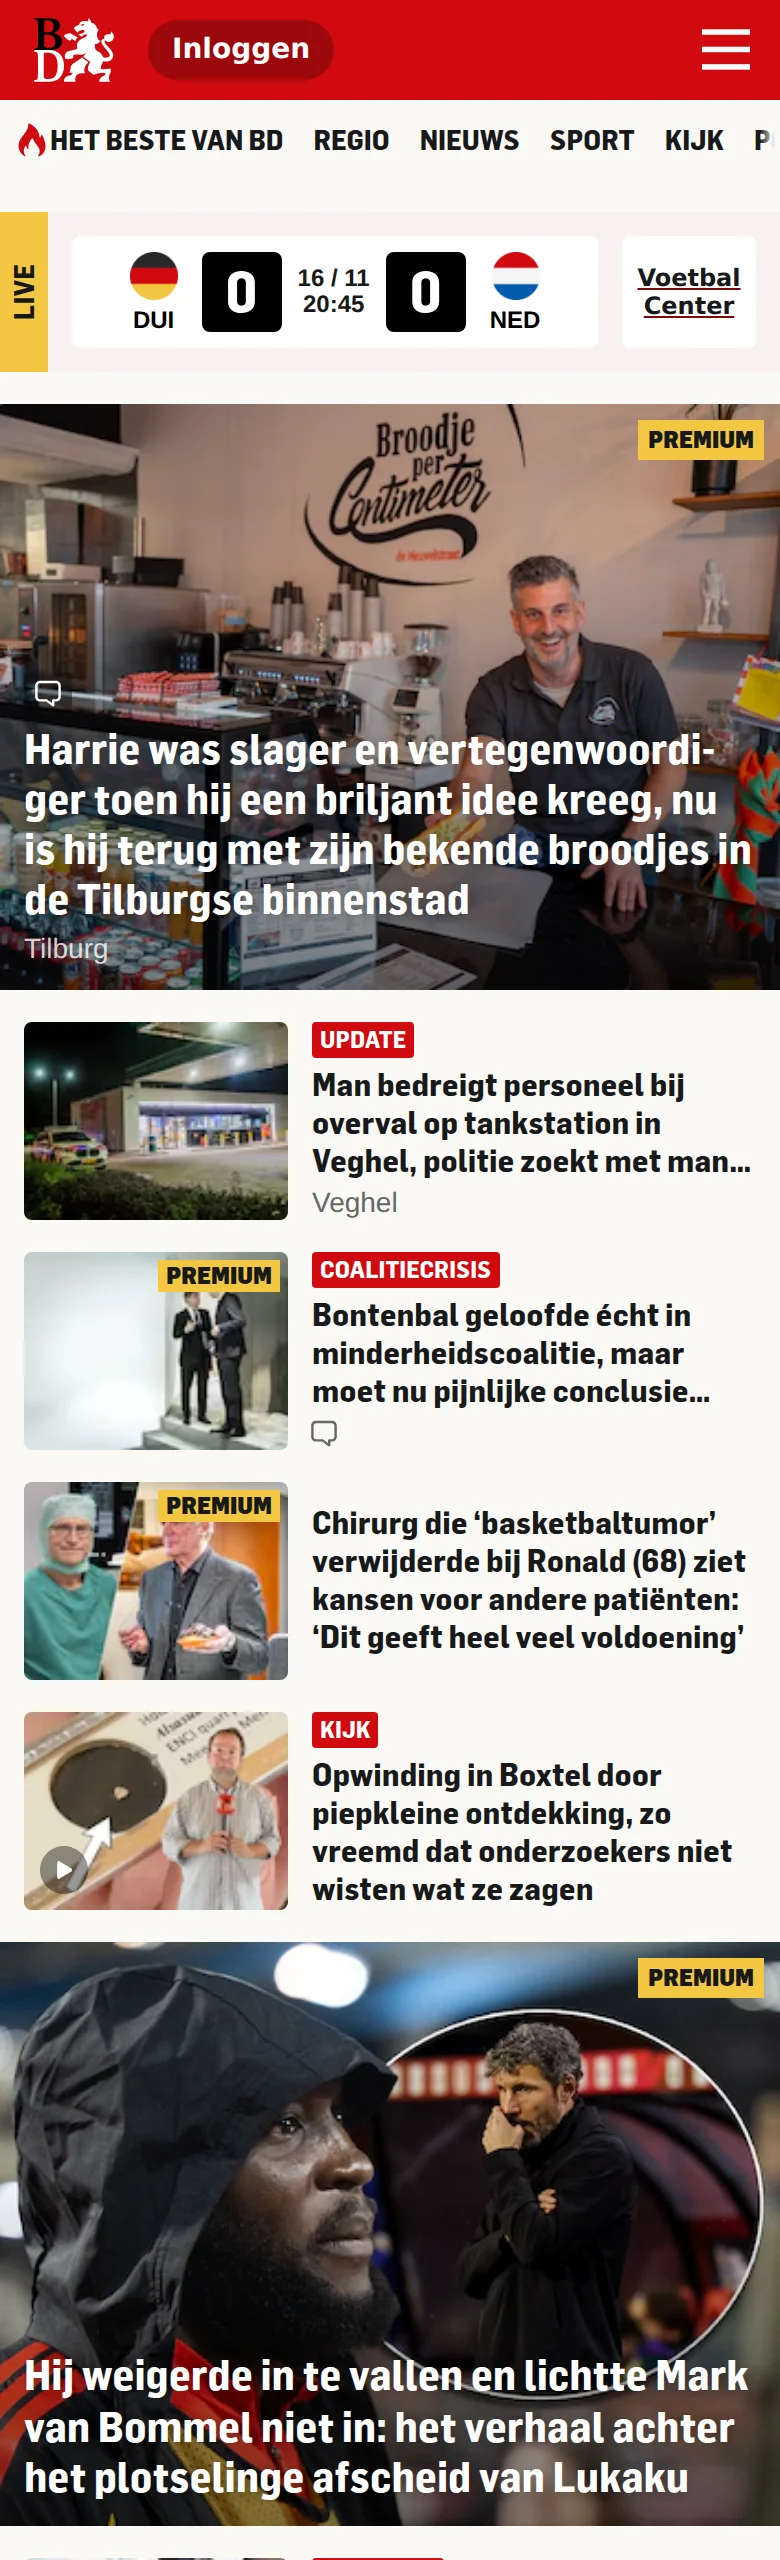 BD
Inloggen
HET BESTE VAN BD REGIO NIEUWS SPORT KIJK
LIVE
DUI
0
16 / 11
20:45
0
NED
Voetbal
Center
Broodje
per
Centimeter
de Heuvelstraat
PREMIUM
Harrie was slager en vertegenwoordi-
ger toen hij een briljant idee kreeg, nu
is hij terug met zijn bekende broodjes in
de Tilburgse binnenstad
Tilburg
UPDATE
Man bedreigt personeel bij
overval op tankstation in
Veghel, politie zoekt met man...
Veghel
PREMIUM
COALITIECRISIS
Bontenbal geloofde écht in
minderheidscoalitie, maar
moet nu pijnlijke conclusie...
PREMIUM
Chirurg die ‘basketbaltumor’
verwijderde bij Ronald (68) ziet
kansen voor andere patiënten:
‘Dit geeft heel veel voldoening’
KIJK
Opwinding in Boxtel door
piepkleine ontdekking, zo
vreemd dat onderzoekers niet
wisten wat ze zagen
PREMIUM
Hij weigerde in te vallen en lichtte Mark
van Bommel niet in: het verhaal achter
het plotselinge afscheid van Lukaku